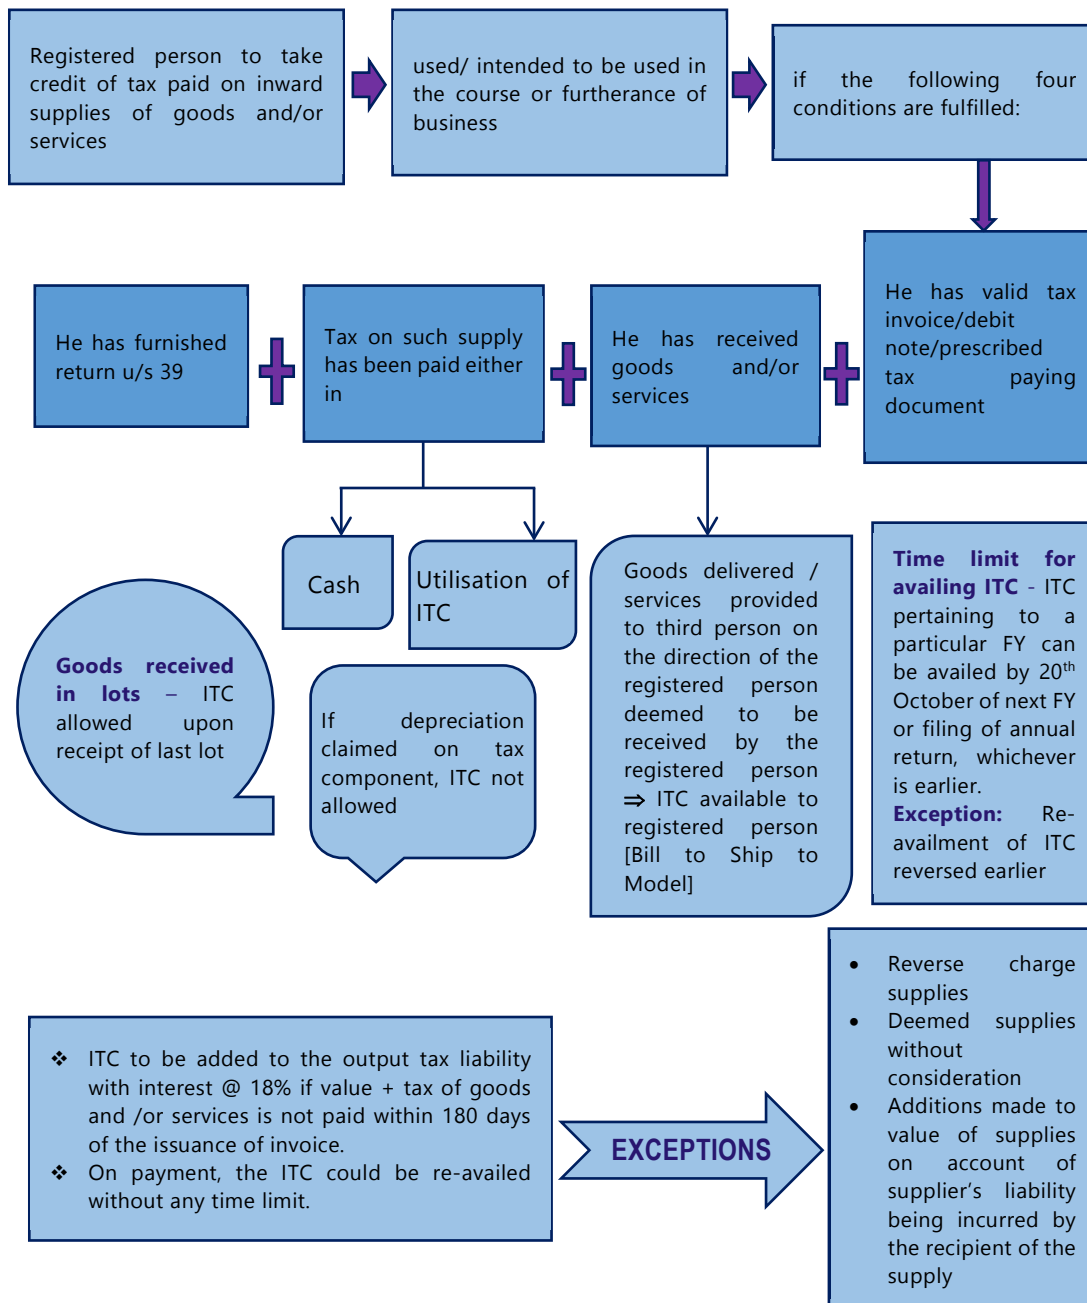 Registered person to take
credit of tax paid on inward
supplies of goods and/or
services
used/ intended to be used in
the course or furtherance of
business
if the following four
conditions are fulfilled:
He has valid tax
invoice/debit
note/prescribed
tax paying
document
He has received
goods and/or
services
Tax on such supply
has been paid either
in
He has furnished
return u/s 39
Cash
Utilisation of
ITC
Goods delivered /
services provided
to third person on
the direction of the
registered person
deemed to be
received by the
registered person
⇒ ITC available to
registered person
[Bill to Ship to
Model]
Time limit for
availing ITC - ITC
pertaining to a
particular FY can
be availed by 20th
October of next FY
or filing of annual
return, whichever
is earlier.
Exception: Re-
availment of ITC
reversed earlier
Goods received
in lots – ITC
allowed upon
receipt of last lot
If depreciation
claimed on tax
component, ITC not
allowed
❖ ITC to be added to the output tax liability
with interest @ 18% if value + tax of goods
and /or services is not paid within 180 days
of the issuance of invoice.
❖ On payment, the ITC could be re-availed
without any time limit.
EXCEPTIONS
• Reverse charge
supplies
• Deemed supplies
without
consideration
• Additions made to
value of supplies
on account of
supplier's liability
being incurred by
the recipient of the
supply